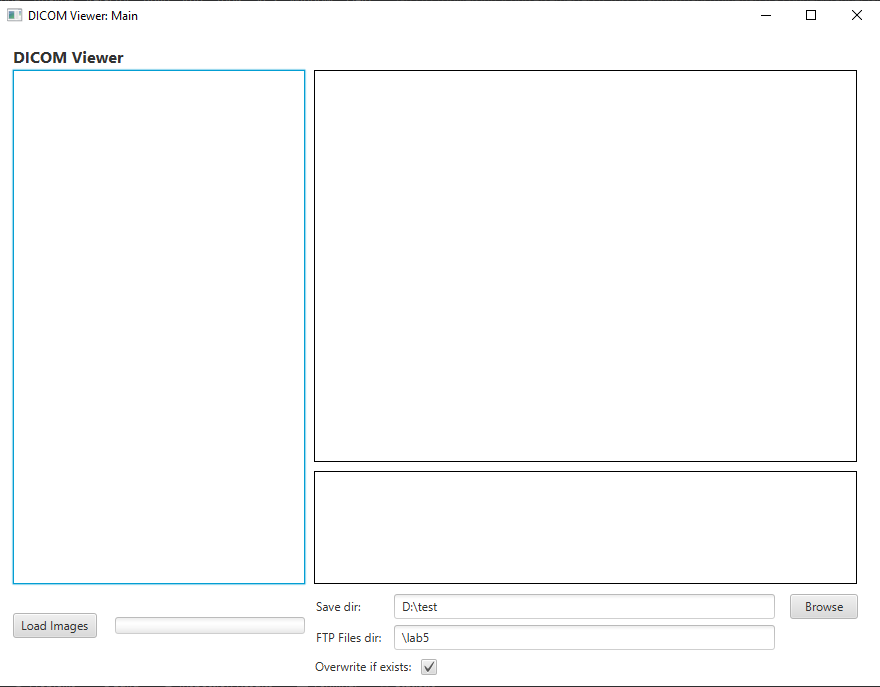 DICOM Viewer: Main
DICOM Viewer
Save dir:
D:\test
Browse
Load Images
FTP Files dir:
\lab5
Overwrite if exists: